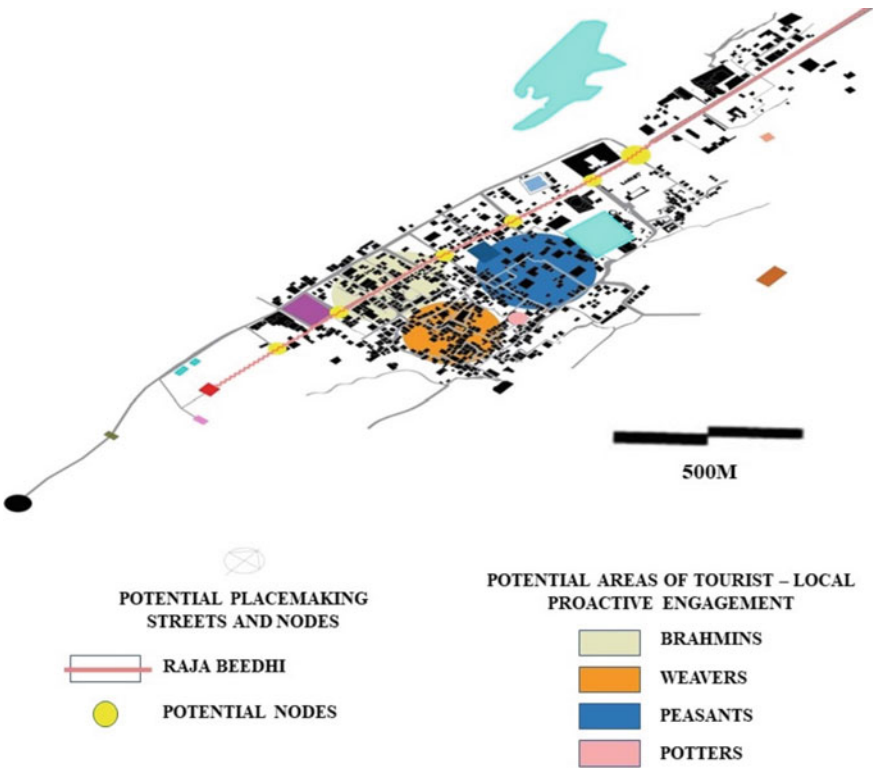 500M
POTENTIAL PLACEMAKING
STREETS AND NODES
RAJA BEEDHI
POTENTIAL NODES
POTENTIAL AREAS OF TOURIST – LOCAL
PROACTIVE ENGAGEMENT
BRAHMINS
WEAVERS
PEASANTS
POTTERS